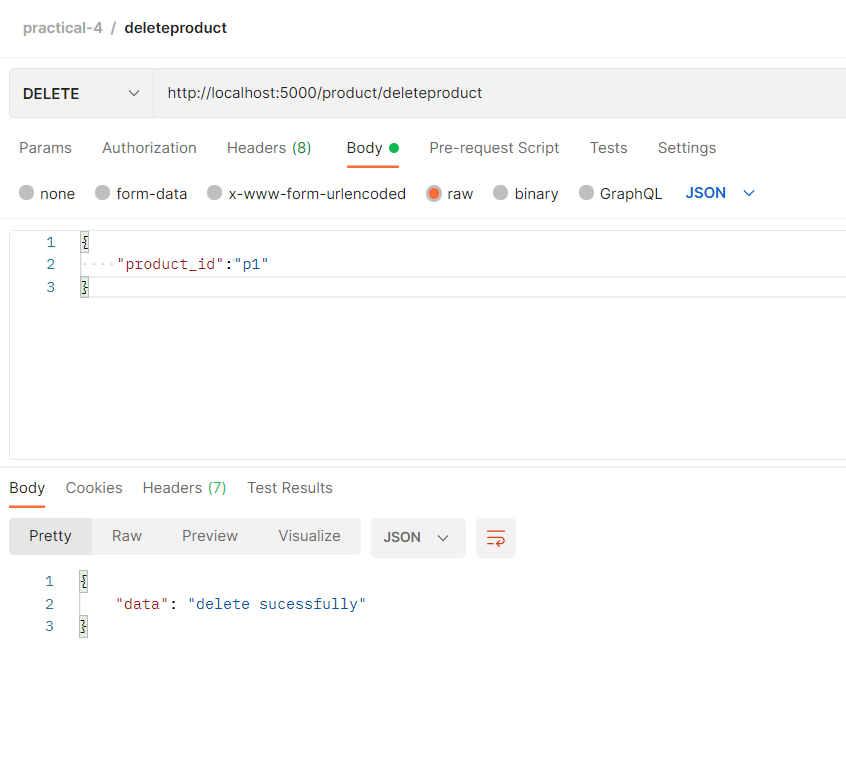 practical-4 / deleteproduct
DELETE http://localhost:5000/product/deleteproduct
Params Authorization Headers (8) Body Pre-request Script Tests Settings
none form-data x-www-form-urlencoded raw binary GraphQL JSON
1 {
2 ····"product_id":"p1"
3 }
Body Cookies Headers (7) Test Results
Pretty Raw Preview Visualize JSON
1 {
2 "data": "delete sucessfully"
3 }